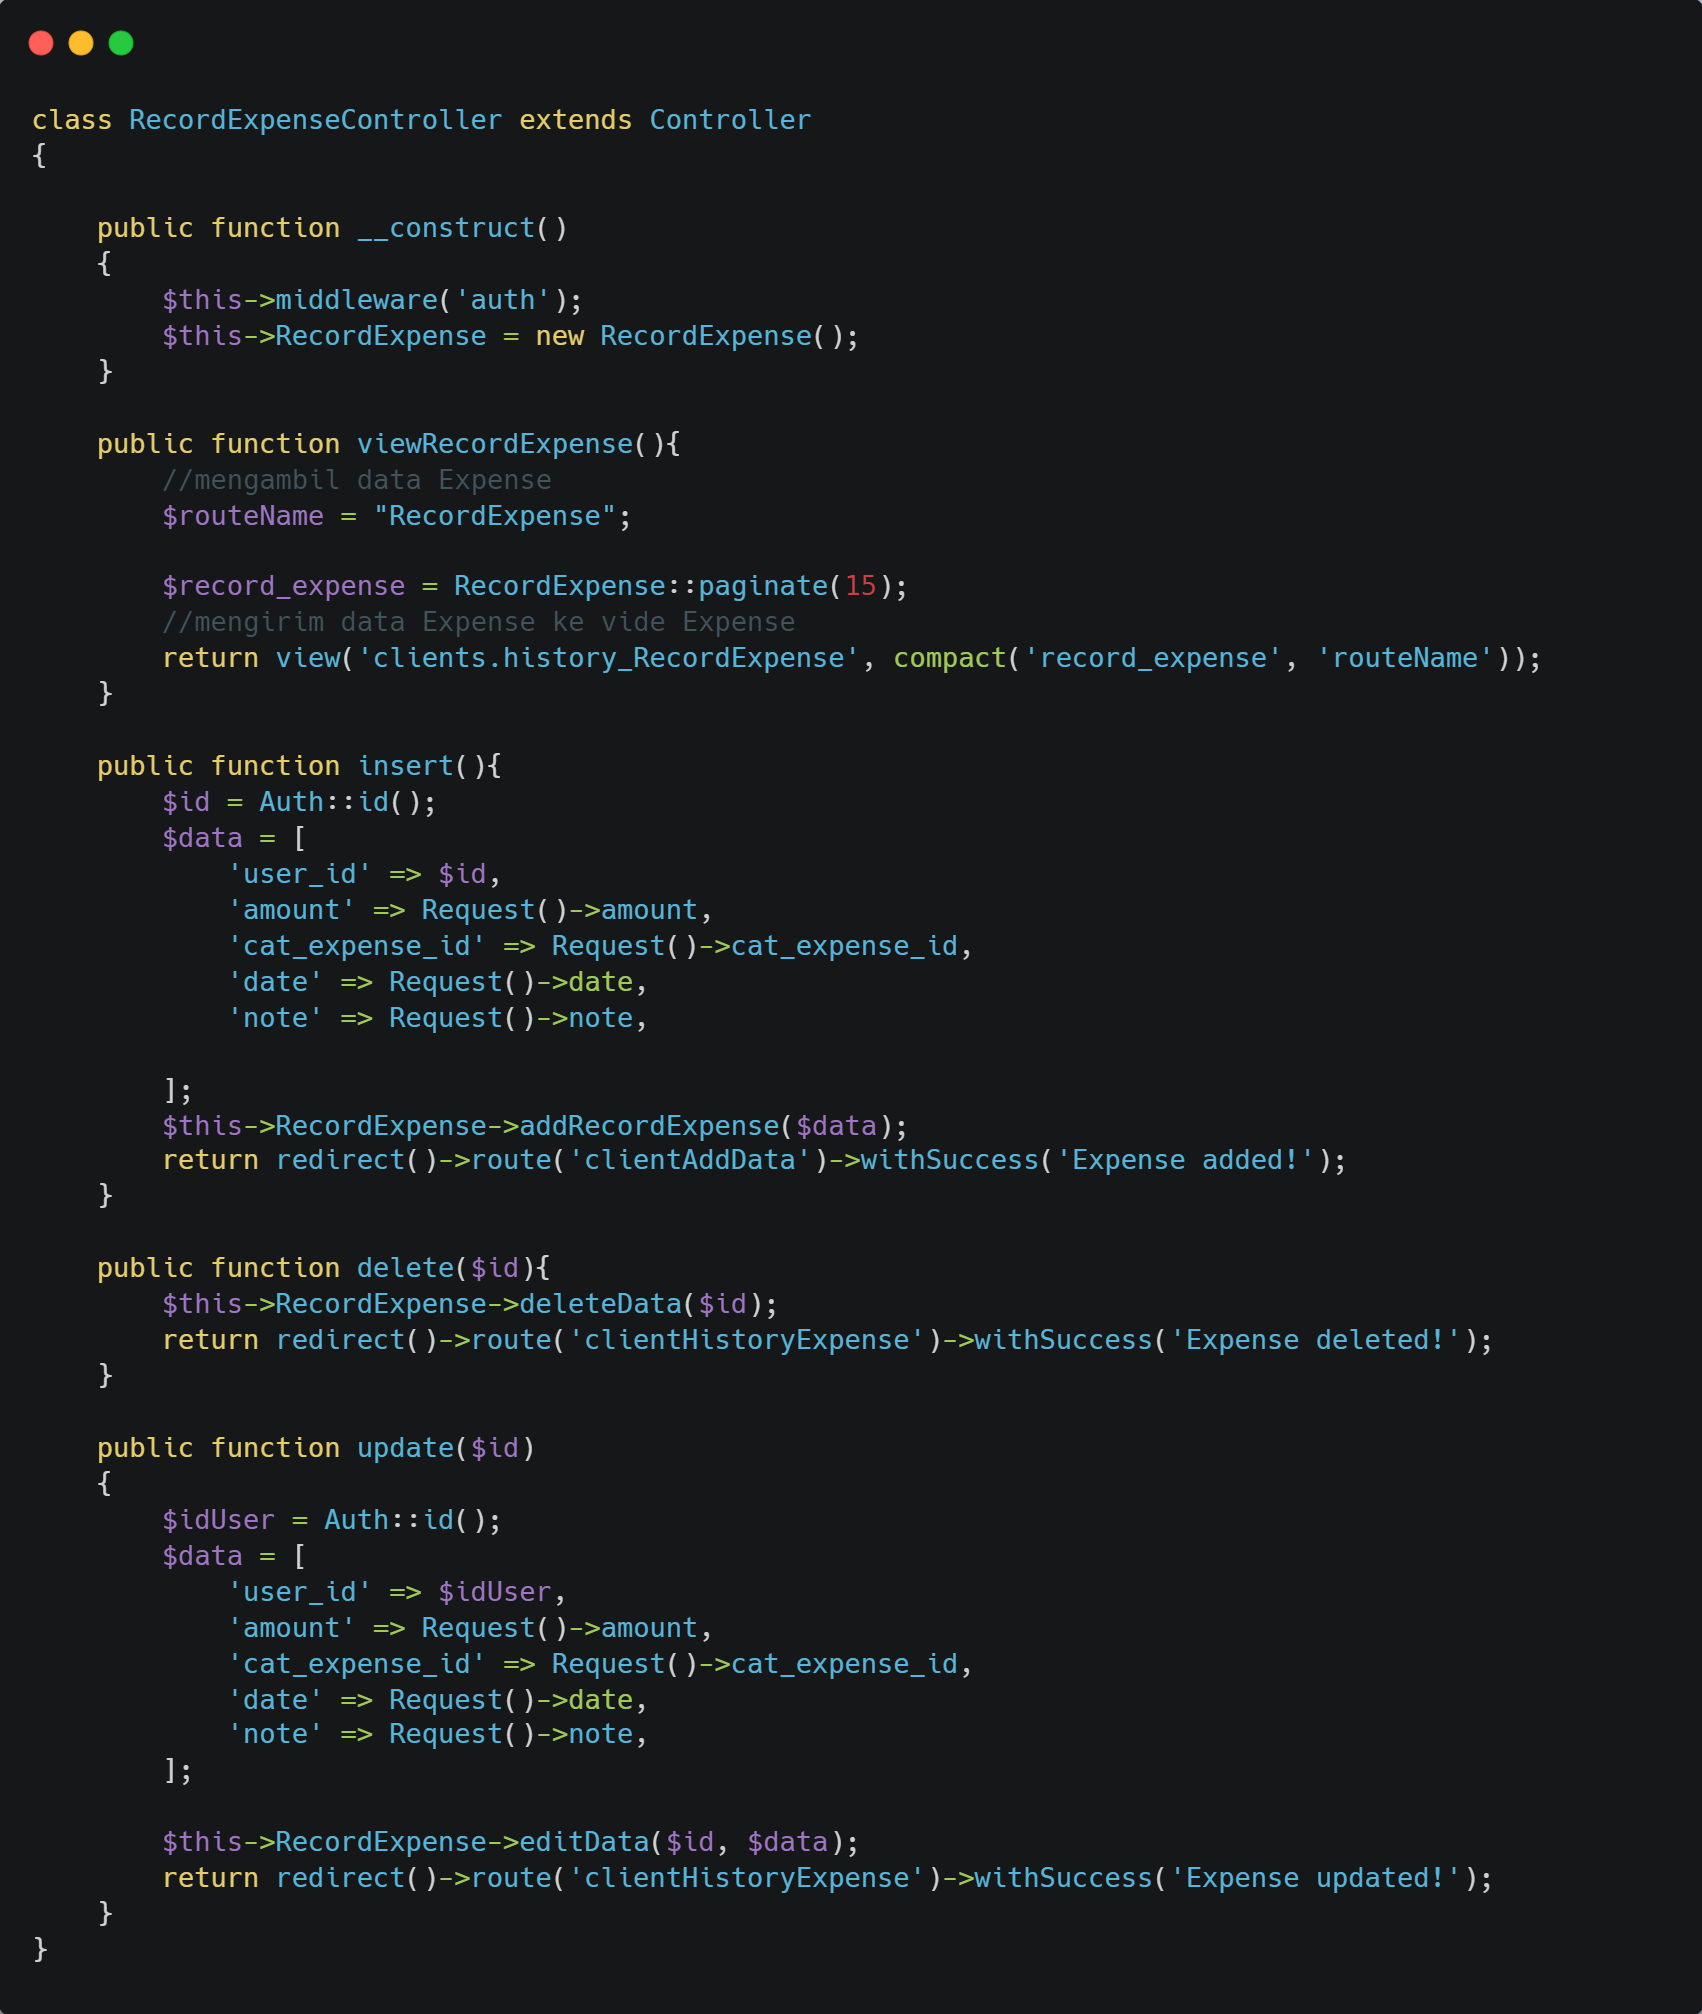 class RecordExpenseController extends Controller
{
    public function __construct()
    {
        $this->middleware('auth');
        $this->RecordExpense = new RecordExpense();
    }
    public function viewRecordExpense(){
        //mengambil data Expense
        $routeName = "RecordExpense";
        $record_expense = RecordExpense::paginate(15);
        //mengirim data Expense ke vide Expense
        return view('clients.history_RecordExpense', compact('record_expense', 'routeName'));
    }
    public function insert(){
        $id = Auth::id();
        $data = [
            'user_id' => $id,
            'amount' => Request()->amount,
            'cat_expense_id' => Request()->cat_expense_id,
            'date' => Request()->date,
            'note' => Request()->note,
        ];
        $this->RecordExpense->addRecordExpense($data);
        return redirect()->route('clientAddData')->withSuccess('Expense added!');
    }
    public function delete($id){
        $this->RecordExpense->deleteData($id);
        return redirect()->route('clientHistoryExpense')->withSuccess('Expense deleted!');
    }
    public function update($id)
    {
        $idUser = Auth::id();
        $data = [
            'user_id' => $idUser,
            'amount' => Request()->amount,
            'cat_expense_id' => Request()->cat_expense_id,
            'date' => Request()->date,
            'note' => Request()->note,
        ];
        $this->RecordExpense->editData($id, $data);
        return redirect()->route('clientHistoryExpense')->withSuccess('Expense updated!');
    }
}